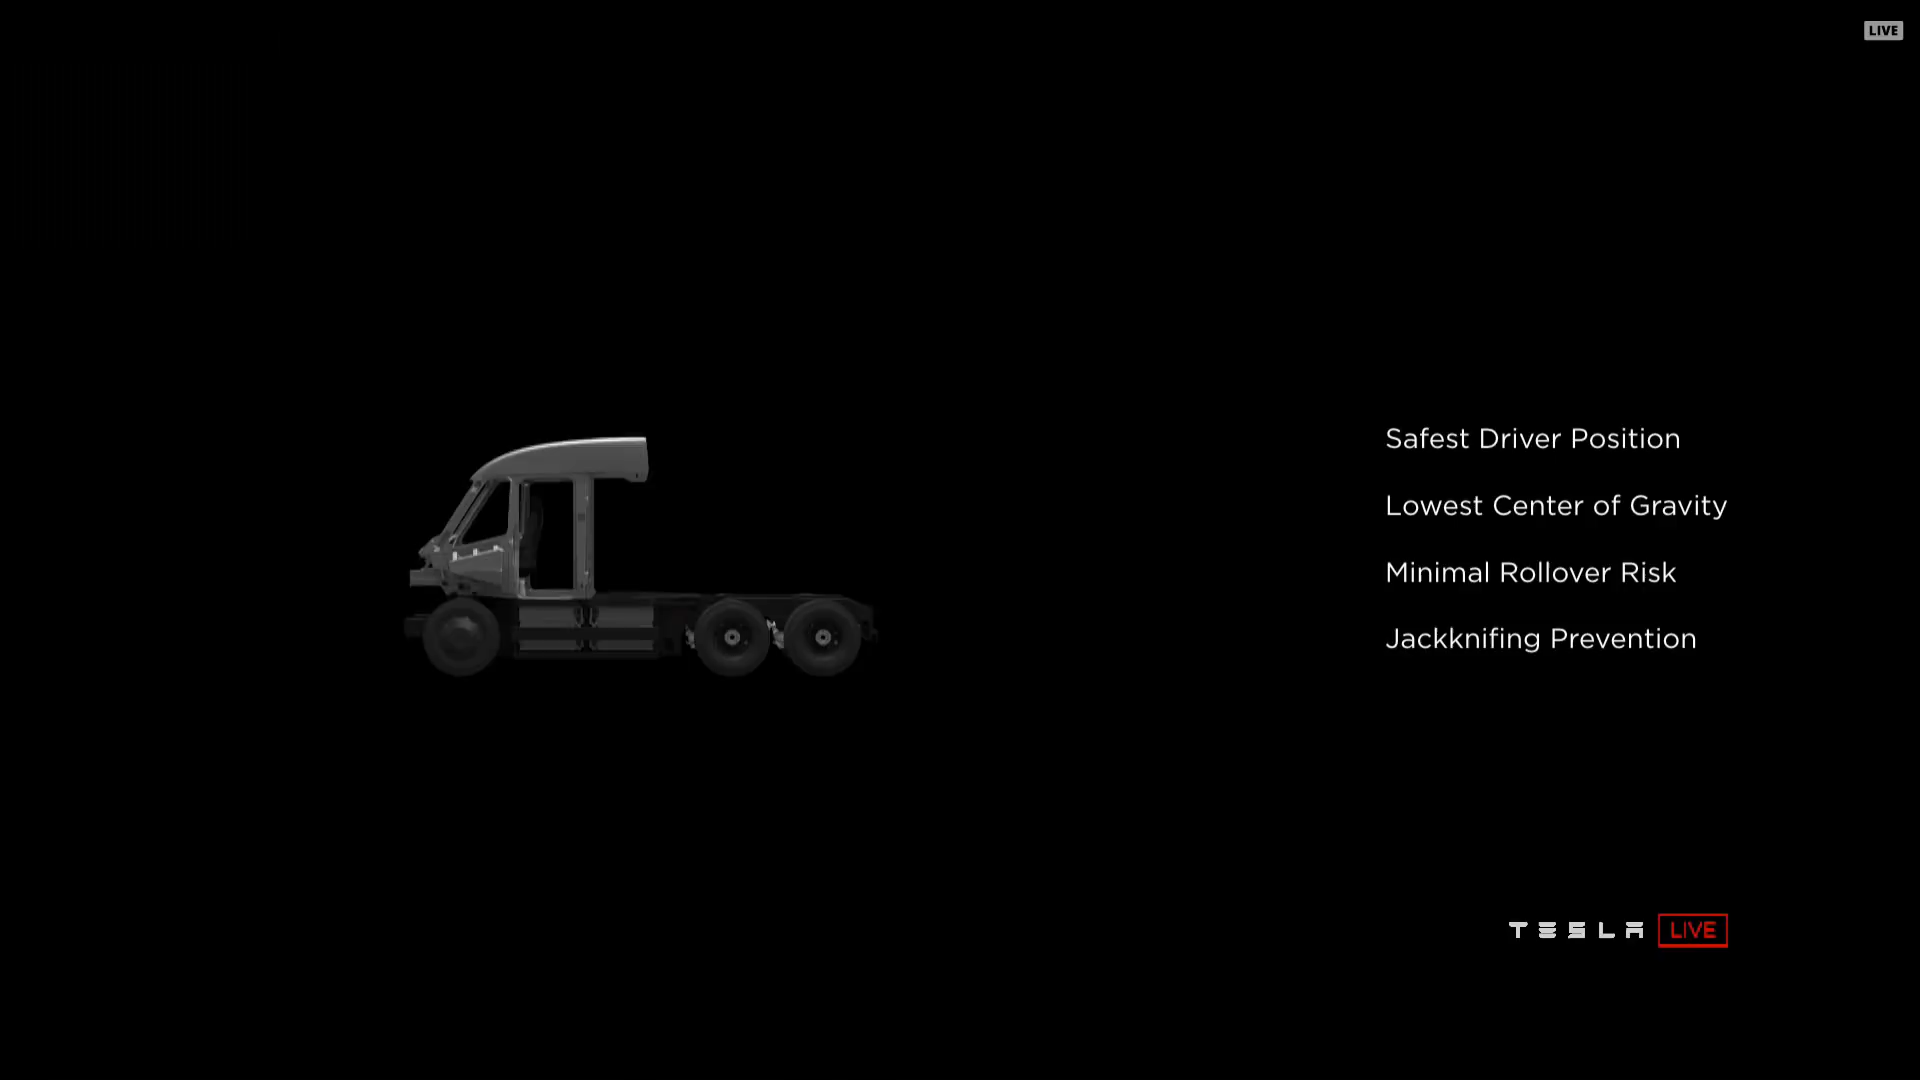 LIVE
Safest Driver Position
Lowest Center of Gravity
Minimal Rollover Risk
Jackknifing Prevention
TESLA LIVE